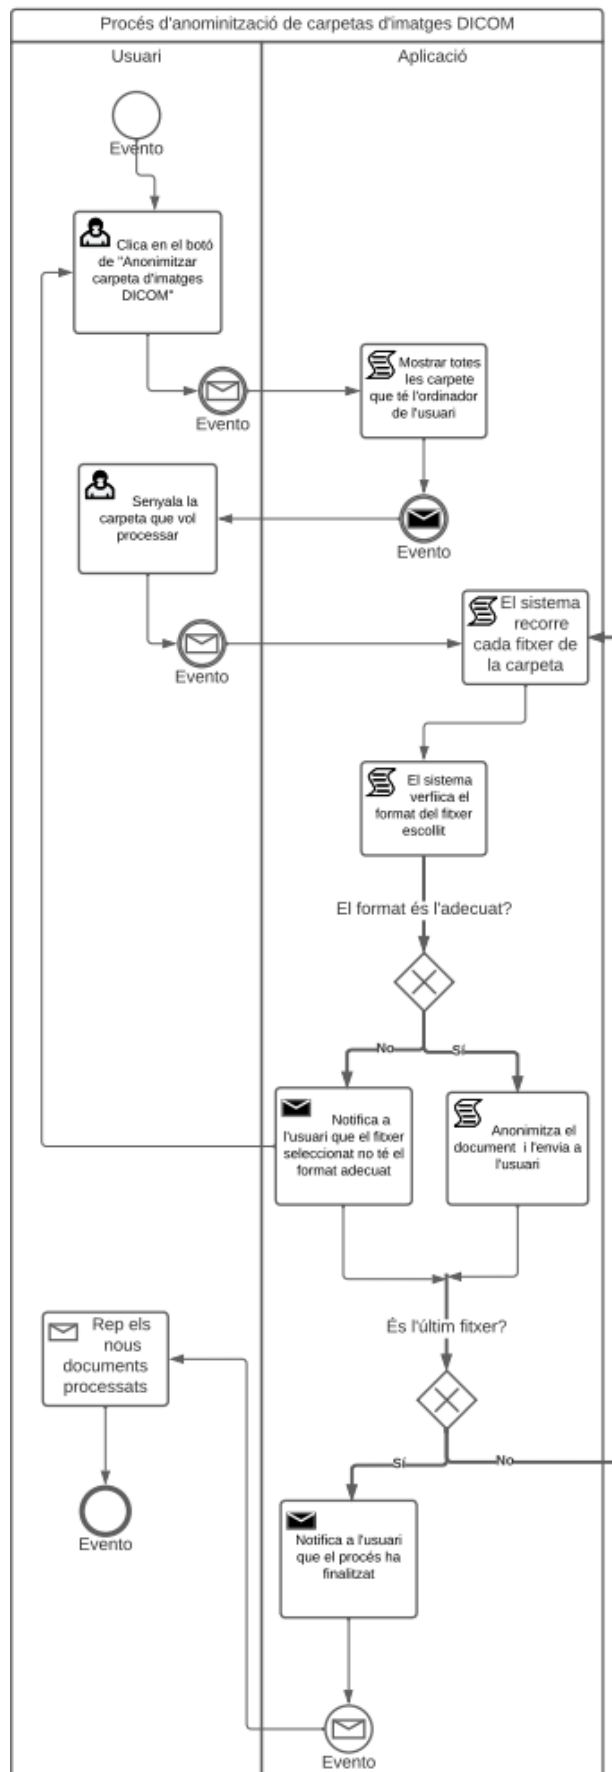 Procés d'anominització de carpetas d'imatges DICOM
Usuari
Aplicació
Evento
Clica en el botó
de "Anonimitzar
carpeta d'imatges
DICOM"
Evento
Mostrar totes
les carpete
que té l'ordinador
de l'usuari
Evento
Senyala la
carpeta que vol
processar
Evento
El sistema
recorre
cada fitxer de
la carpeta
El sistema
verfiica el
format del fitxer
escollit
El format és l'adecuat?
No
Sí
Notifica a
l'usuari que el fitxer
seleccionat no té el
format adecuat
Anonimitza el
document i l'envia a
l'usuari
És l'últim fitxer?
Sí
No
Rep els
nous
documents
processats
Evento
Notifica a l'usuari
que el procés ha
finalitzat
Evento